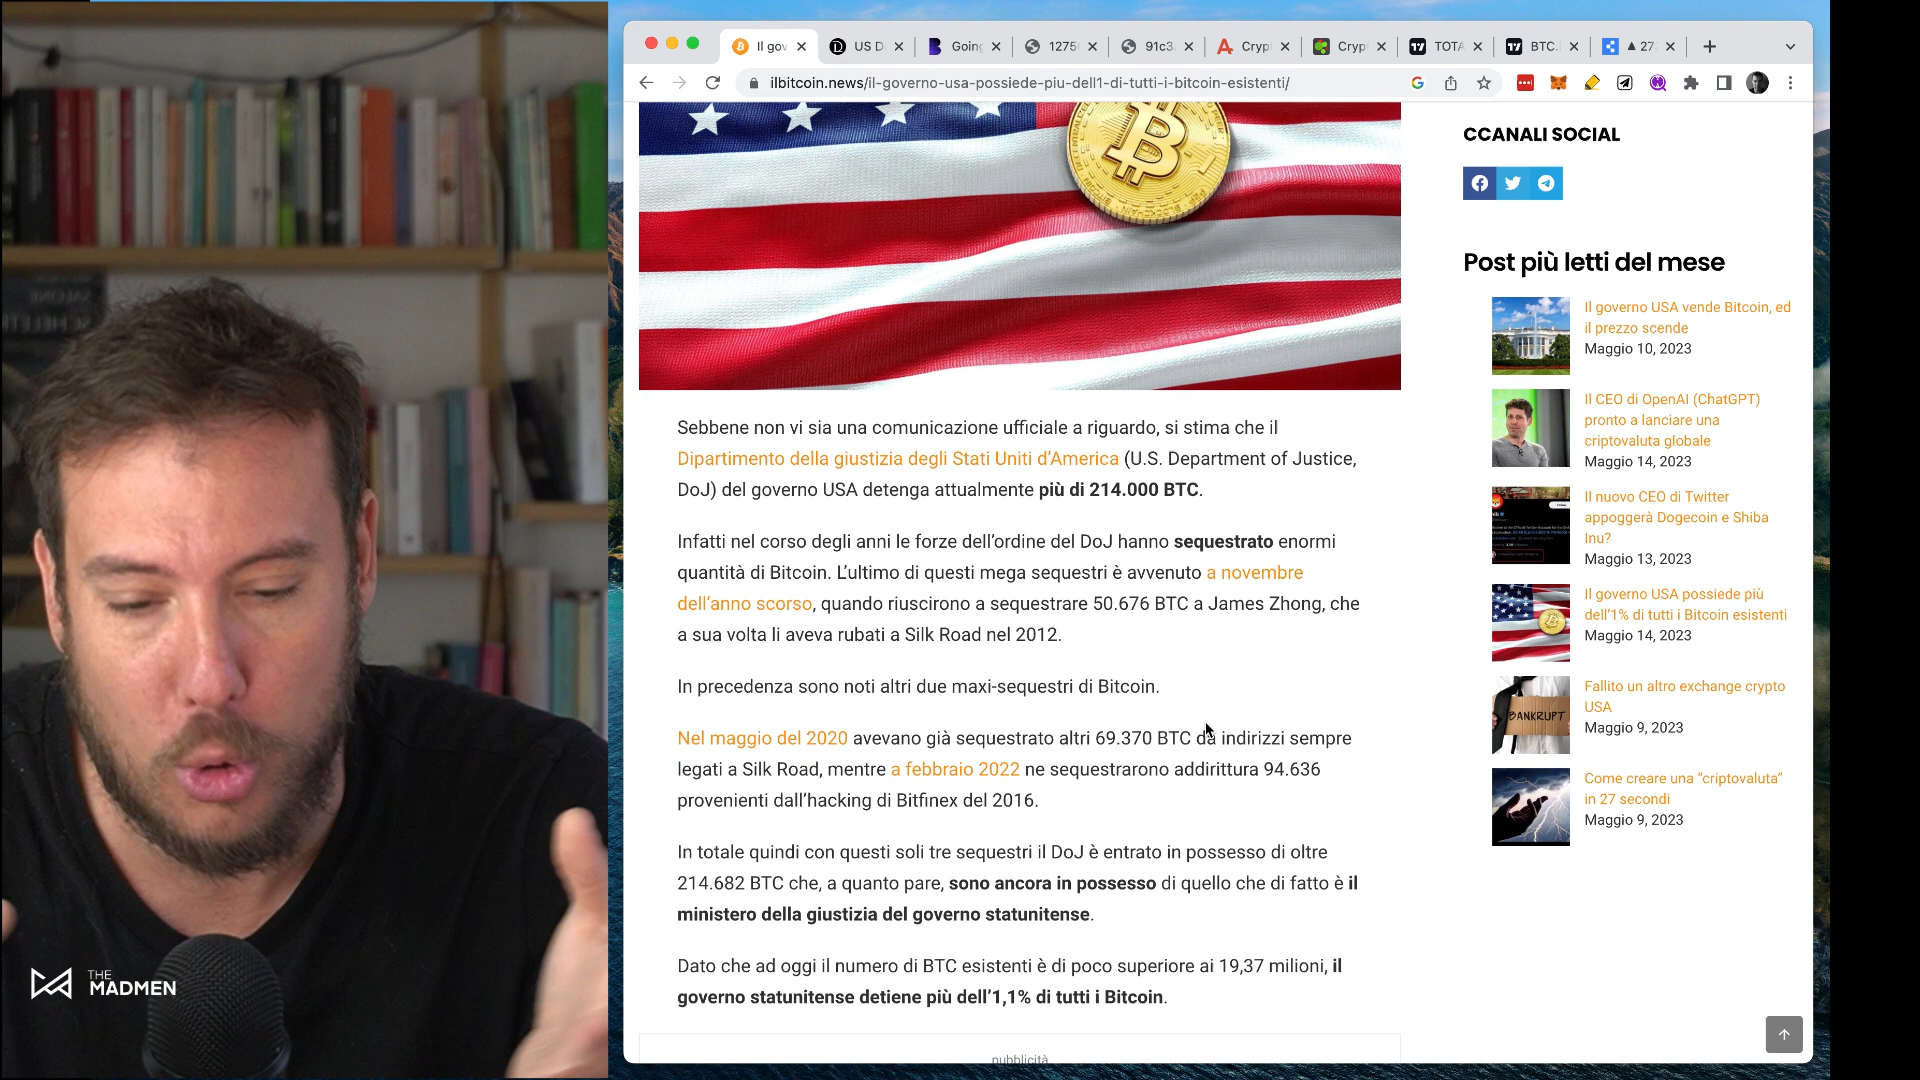 Il gov
US D
Going
1275
91c3
Cryp
Cryp
TOTA
BTC.
▲ 27.
ilbitcoin.news/il-governo-usa-possiede-piu-dell1-di-tutti-i-bitcoin-esistenti/
CCANALI SOCIAL
Post più letti del mese
Il governo USA vende Bitcoin, ed
il prezzo scende
Maggio 10, 2023
Il CEO di OpenAI (ChatGPT)
pronto a lanciare una
criptovaluta globale
Maggio 14, 2023
Il nuovo CEO di Twitter
appoggerà Dogecoin e Shiba
Inu?
Maggio 13, 2023
Il governo USA possiede più
dell'1% di tutti i Bitcoin esistenti
Maggio 14, 2023
BANKRUPT
Fallito un altro exchange crypto
USA
Maggio 9, 2023
Come creare una “criptovaluta”
in 27 secondi
Maggio 9, 2023
Sebbene non vi sia una comunicazione ufficiale a riguardo, si stima che il
Dipartimento della giustizia degli Stati Uniti d’America (U.S. Department of Justice,
DoJ) del governo USA detenga attualmente più di 214.000 BTC.
Infatti nel corso degli anni le forze dell’ordine del DoJ hanno sequestrato enormi
quantità di Bitcoin. L’ultimo di questi mega sequestri è avvenuto a novembre
dell’anno scorso, quando riuscirono a sequestrare 50.676 BTC a James Zhong, che
a sua volta li aveva rubati a Silk Road nel 2012.
In precedenza sono noti altri due maxi-sequestri di Bitcoin.
Nel maggio del 2020 avevano già sequestrato altri 69.370 BTC da indirizzi sempre
legati a Silk Road, mentre a febbraio 2022 ne sequestrarono addirittura 94.636
provenienti dall’hacking di Bitfinex del 2016.
In totale quindi con questi soli tre sequestri il DoJ è entrato in possesso di oltre
214.682 BTC che, a quanto pare, sono ancora in possesso di quello che di fatto è il
ministero della giustizia del governo statunitense.
Dato che ad oggi il numero di BTC esistenti è di poco superiore ai 19,37 milioni, il
governo statunitense detiene più dell’1,1% di tutti i Bitcoin.
pubblicità
THE
MADMEN